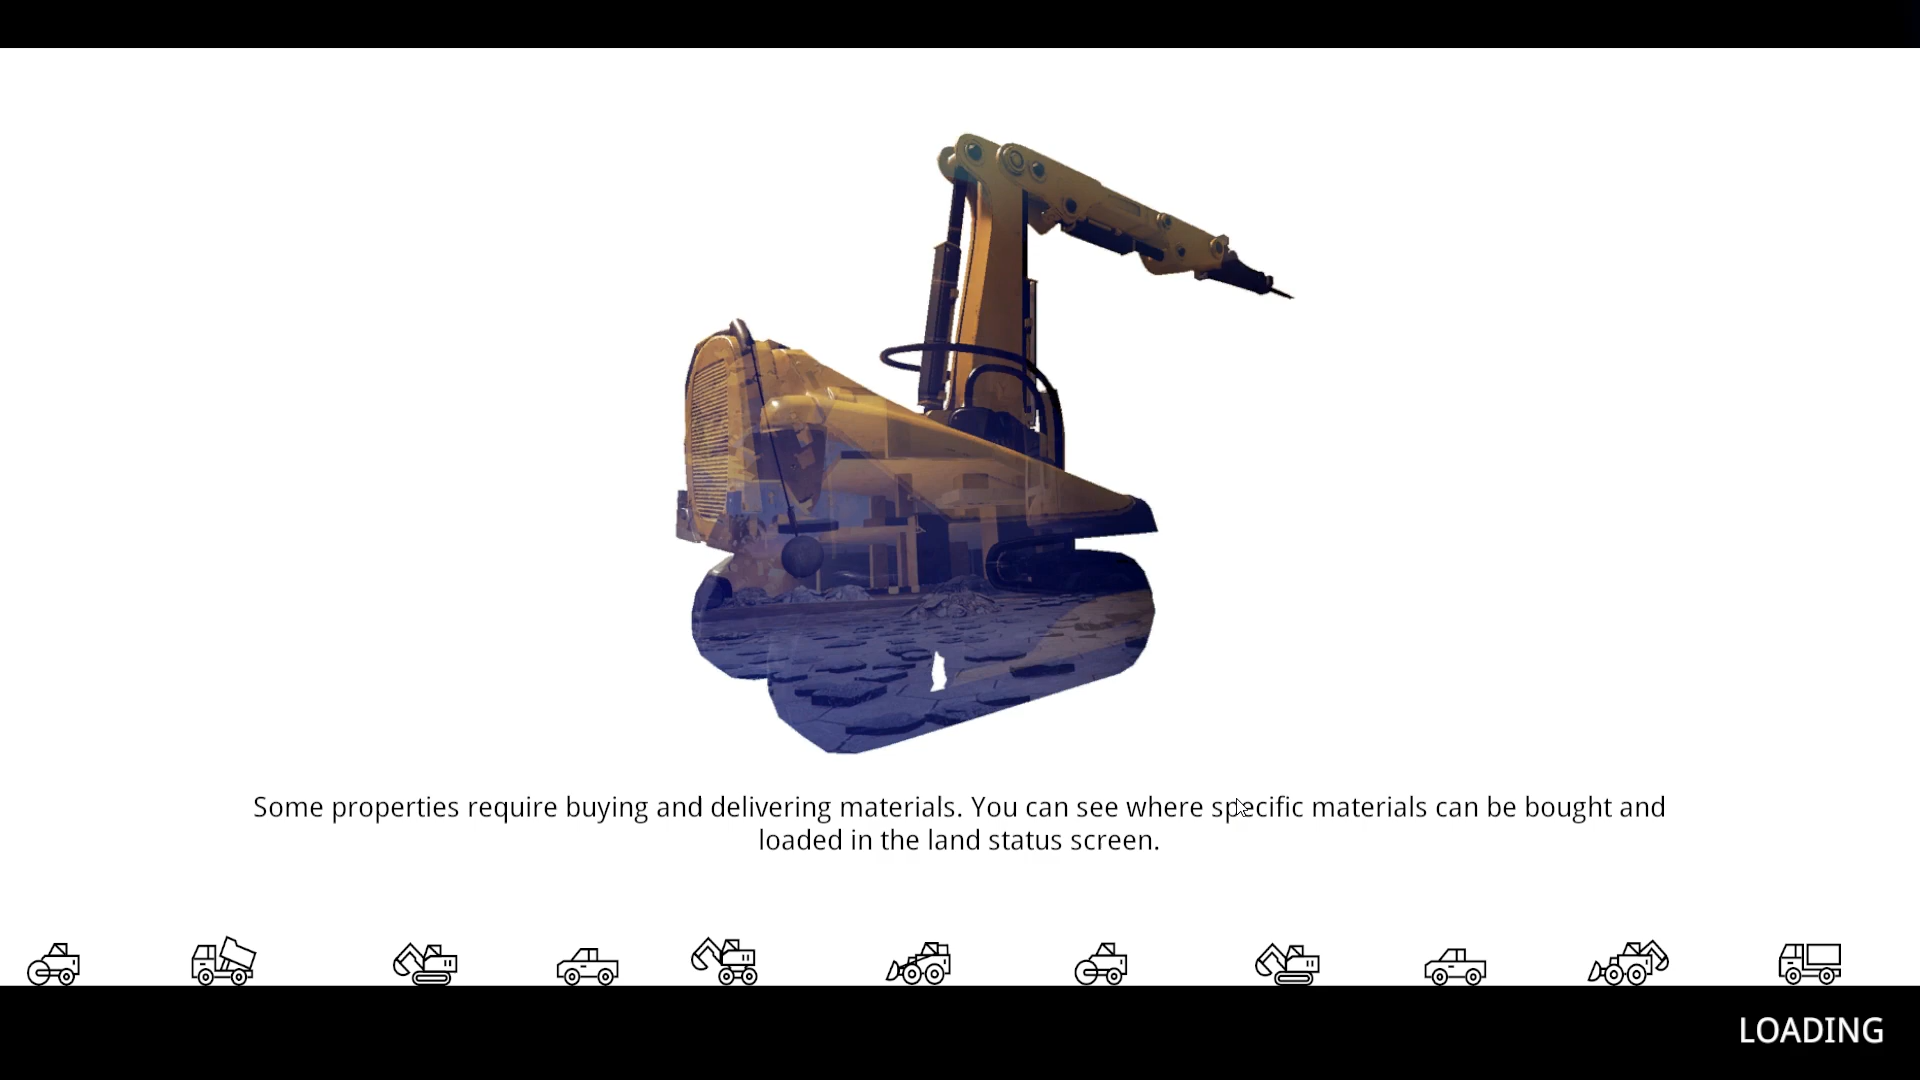 Some properties require buying and delivering materials. You can see where specific materials can be bought and
loaded in the land status screen.
LOADING